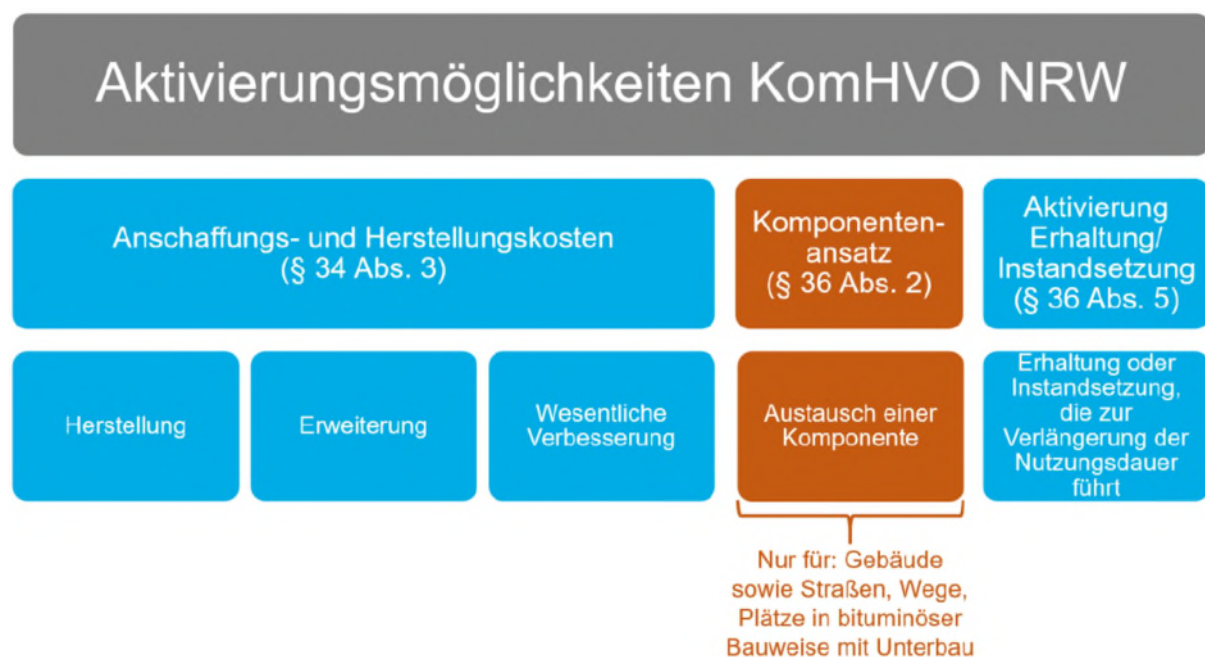 Aktivierungsmöglichkeiten KomHVO NRW
Anschaffungs- und Herstellungskosten
(§ 34 Abs. 3)
Komponenten-
ansatz
(§ 36 Abs. 2)
Aktivierung
Erhaltung/
Instandsetzung
(§ 36 Abs. 5)
Herstellung
Erweiterung
Wesentliche
Verbesserung
Austausch einer
Komponente
Erhaltung oder
Instandsetzung,
die zur
Verlängerung der
Nutzungsdauer
führt
Nur für: Gebäude
sowie Straßen, Wege,
Plätze in bituminöser
Bauweise mit Unterbau